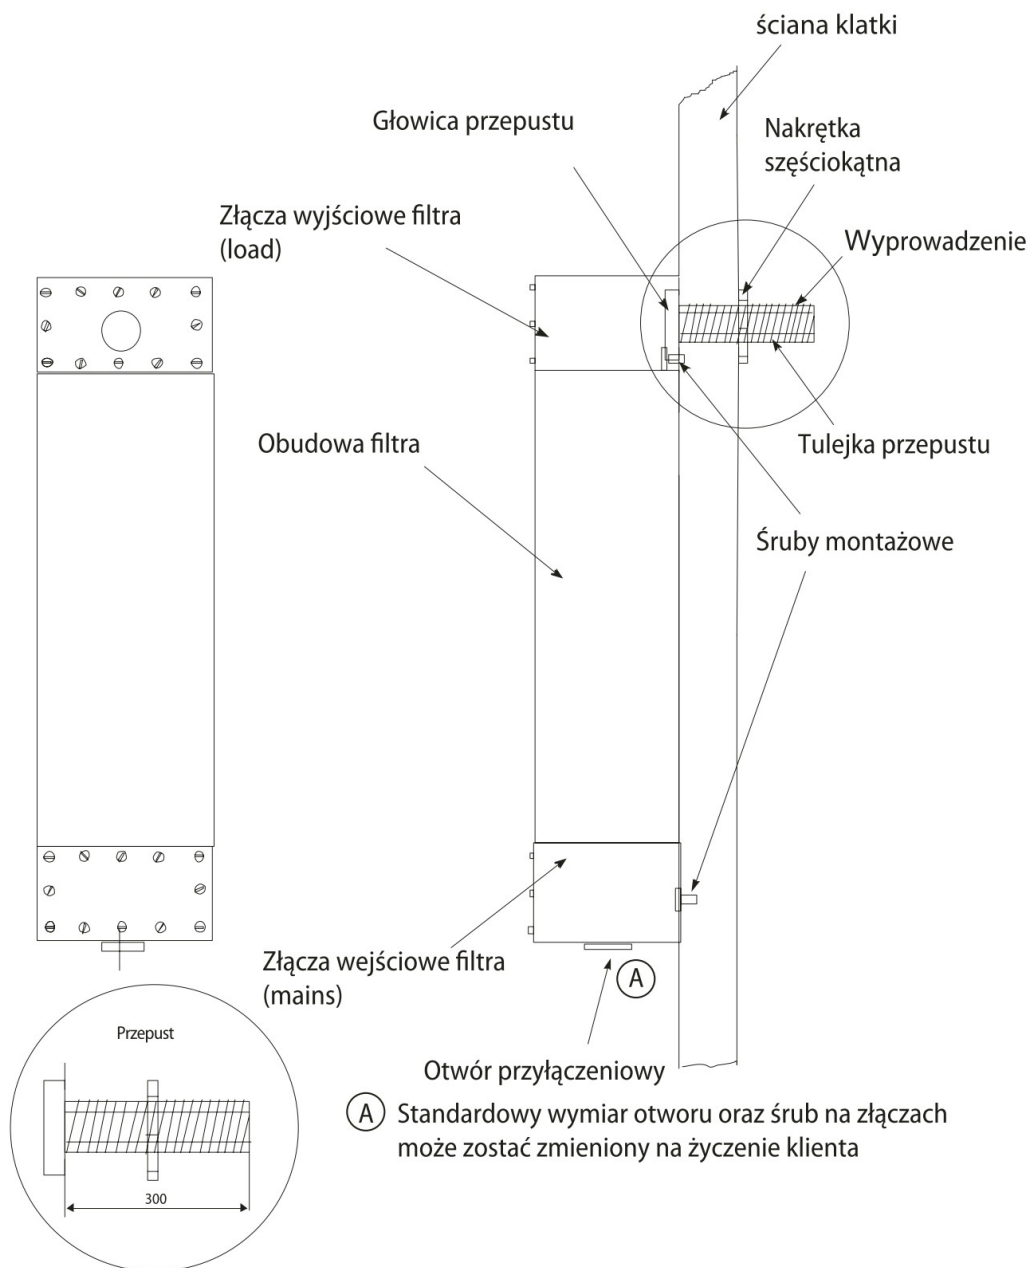 ściana klatki
Głowica przepustu
Nakrętka
szęściokątna
Złącza wyjściowe filtra
(load)
Wyprowadzenie
Obudowa filtra
Tulejka przepustu
Śruby montażowe
Złącza wejściowe filtra
(mains)
A
Przepust
Otwór przyłączeniowy
A Standardowy wymiar otworu oraz śrub na złączach
może zostać zmieniony na życzenie klienta
300